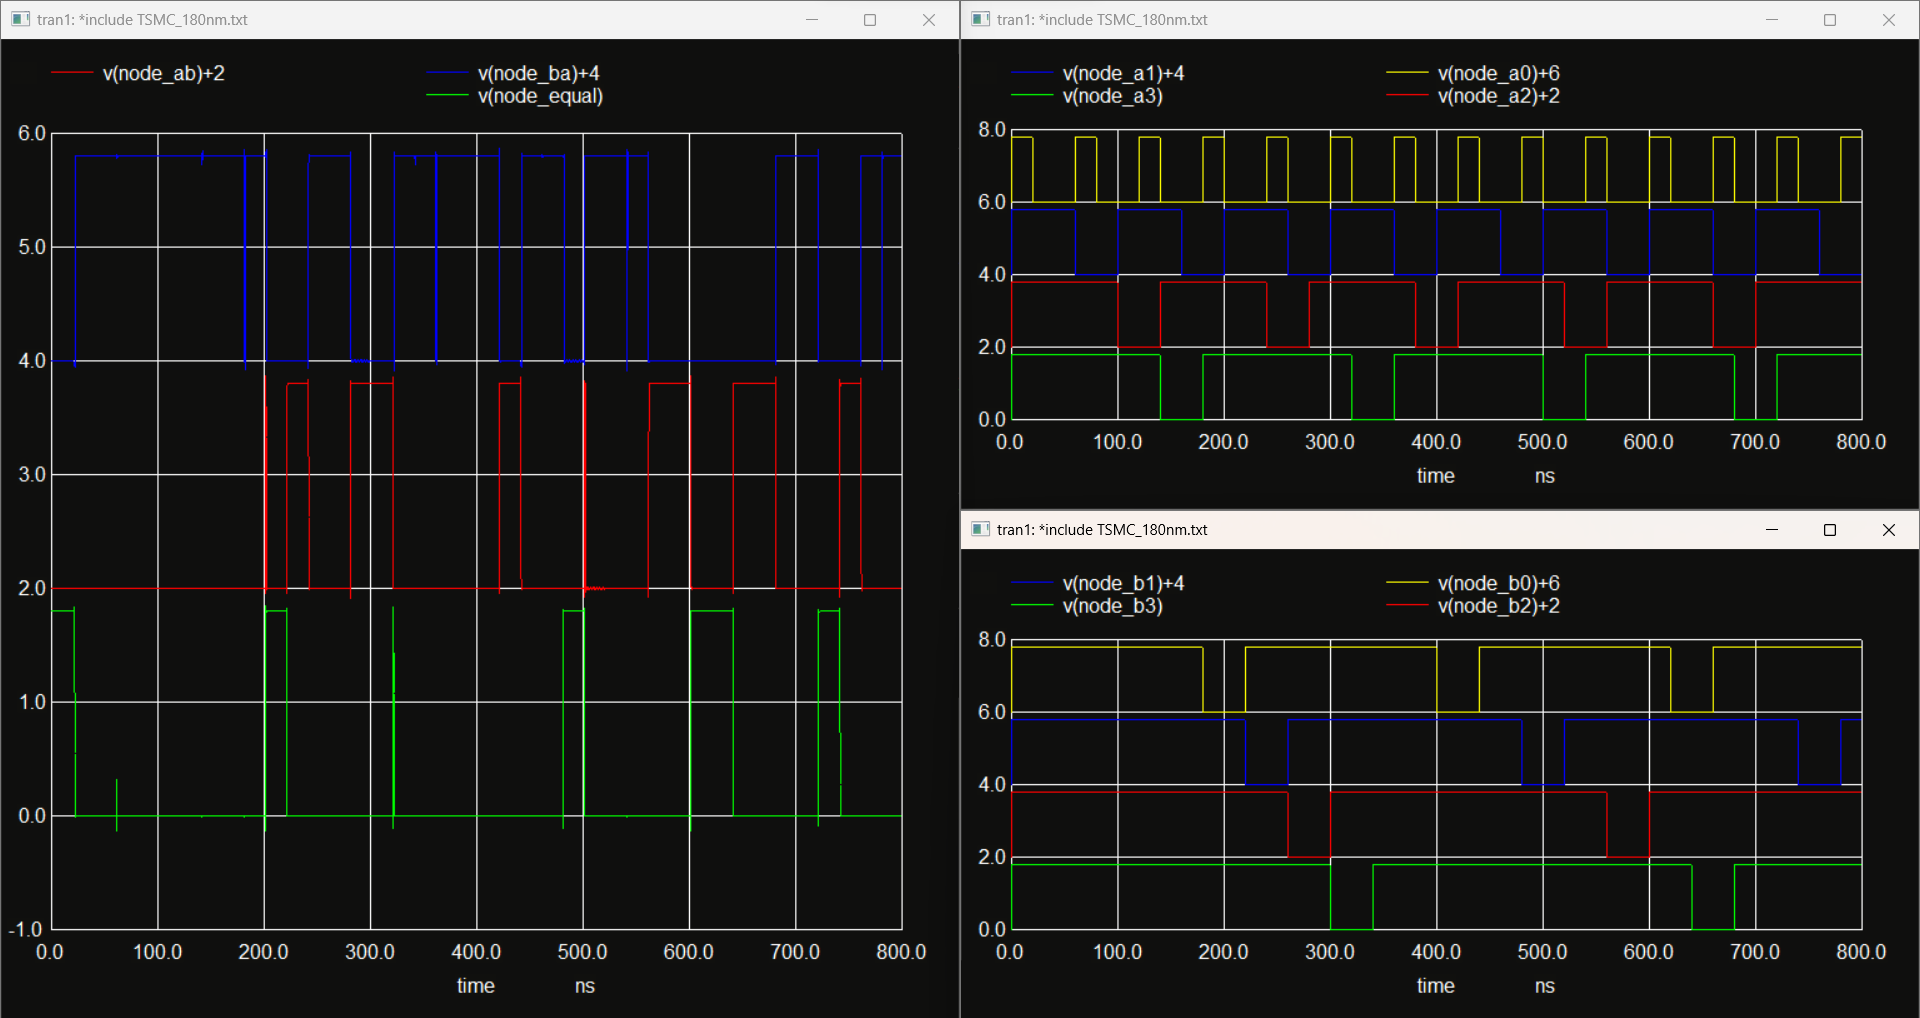 tran1: *include TSMC_180nm.txt
v(node_ab)+2 v(node_ba)+4
v(node_equal)
6.0
5.0
4.0
3.0
2.0
1.0
0.0
-1.0
0.0 100.0 200.0 300.0 400.0 500.0 600.0 700.0 800.0
time ns
tran1: *include TSMC_180nm.txt
v(node_a1)+4 v(node_a0)+6
v(node_a3) v(node_a2)+2
8.0
6.0
4.0
2.0
0.0
0.0 100.0 200.0 300.0 400.0 500.0 600.0 700.0 800.0
time ns
tran1: *include TSMC_180nm.txt
v(node_b1)+4 v(node_b0)+6
v(node_b3) v(node_b2)+2
8.0
6.0
4.0
2.0
0.0
0.0 100.0 200.0 300.0 400.0 500.0 600.0 700.0 800.0
time ns